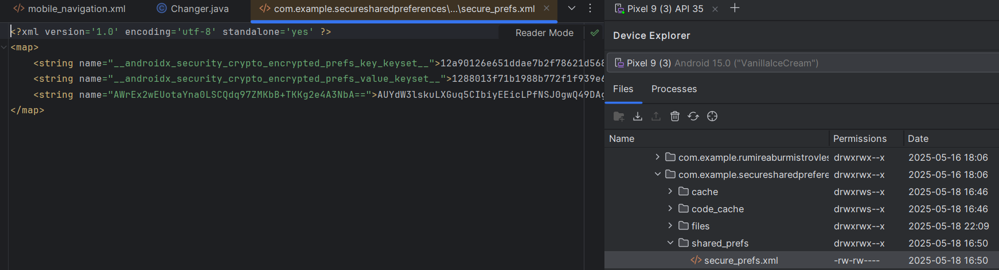 mobile_navigation.xml
Changer.java
com.example.securesharedpreferences\...\secure_prefs.xml
<?xml version='1.0' encoding='utf-8' standalone='yes' ?>
Reader Mode
<map>
<string name="__androidx_security_crypto_encrypted_prefs_key_keyset__">12a90126e651ddae7b2f78621d568
<string name="__androidx_security_crypto_encrypted_prefs_value_keyset__">1288013f71b1988b772f1f939e6
<string name="AWrEx2wEUotaYna0LSCQdq97ZMKbB+TKKg2e4A3NbA==">AUYdW3lskuLXGuq5CIbiyEEicLPfNSJ0gwQ49DAg
</map>
Pixel 9 (3) API 35
Device Explorer
Pixel 9 (3) Android 15.0 ("VanillaIceCream")
Files Processes
Name Permissions Date
com.example.rumireaburmistrovles drwxrwx--x 2025-05-16 18:06
com.example.securesharedprefere drwxrwx--x 2025-05-16 18:06
cache drwxrws--x 2025-05-18 16:46
code_cache drwxrws--x 2025-05-18 16:46
files drwxrwx--x 2025-05-18 22:09
shared_prefs drwxrwx--x 2025-05-18 16:50
secure_prefs.xml -rw-rw---- 2025-05-18 16:50